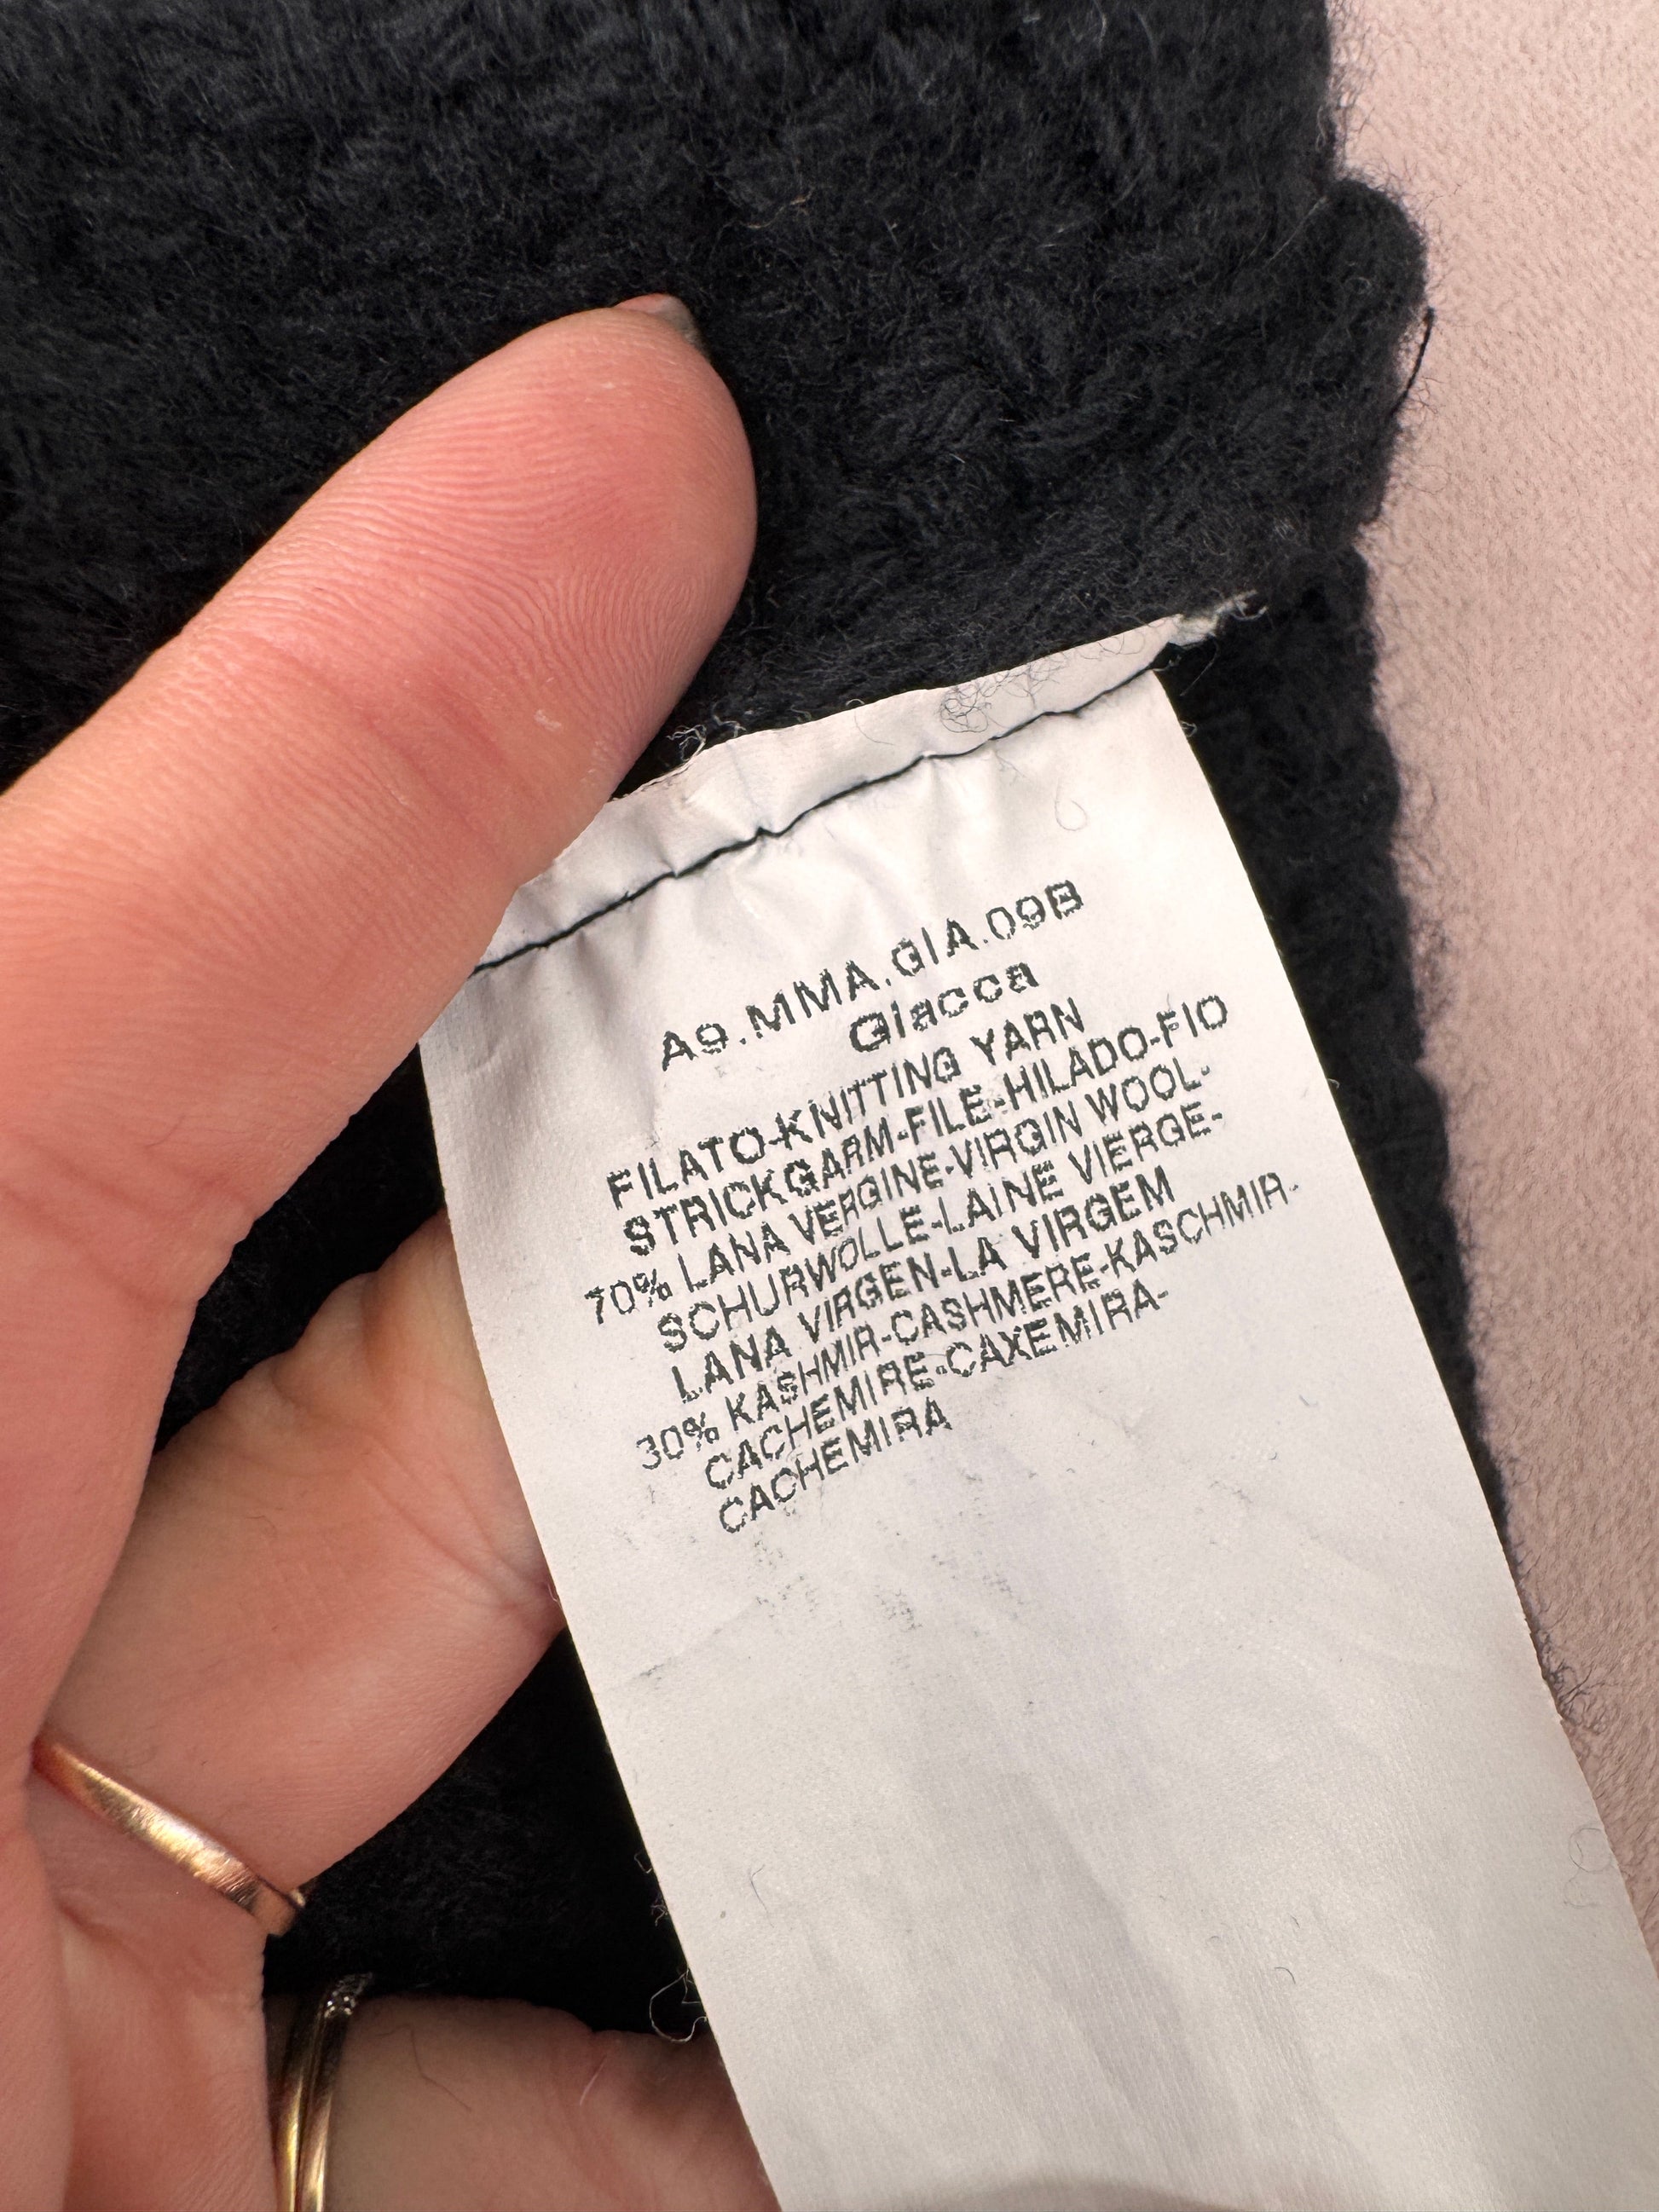 A9.MMA.GIA.09B
Giacca
FILATO-KNITTING YARN
STRICKGARM-FILE-HILADO-FIO
70% LANA VERGINE-VIRGIN WOOL-
SCHURWOLLE-LAINE VIERGE-
LANA VIRGEN-LA VIRGEM
30% KASHMIR-CASHMERE-KASCHMIR-
CACHEMIRE-CAXEMIRA-
CACHEMIRA